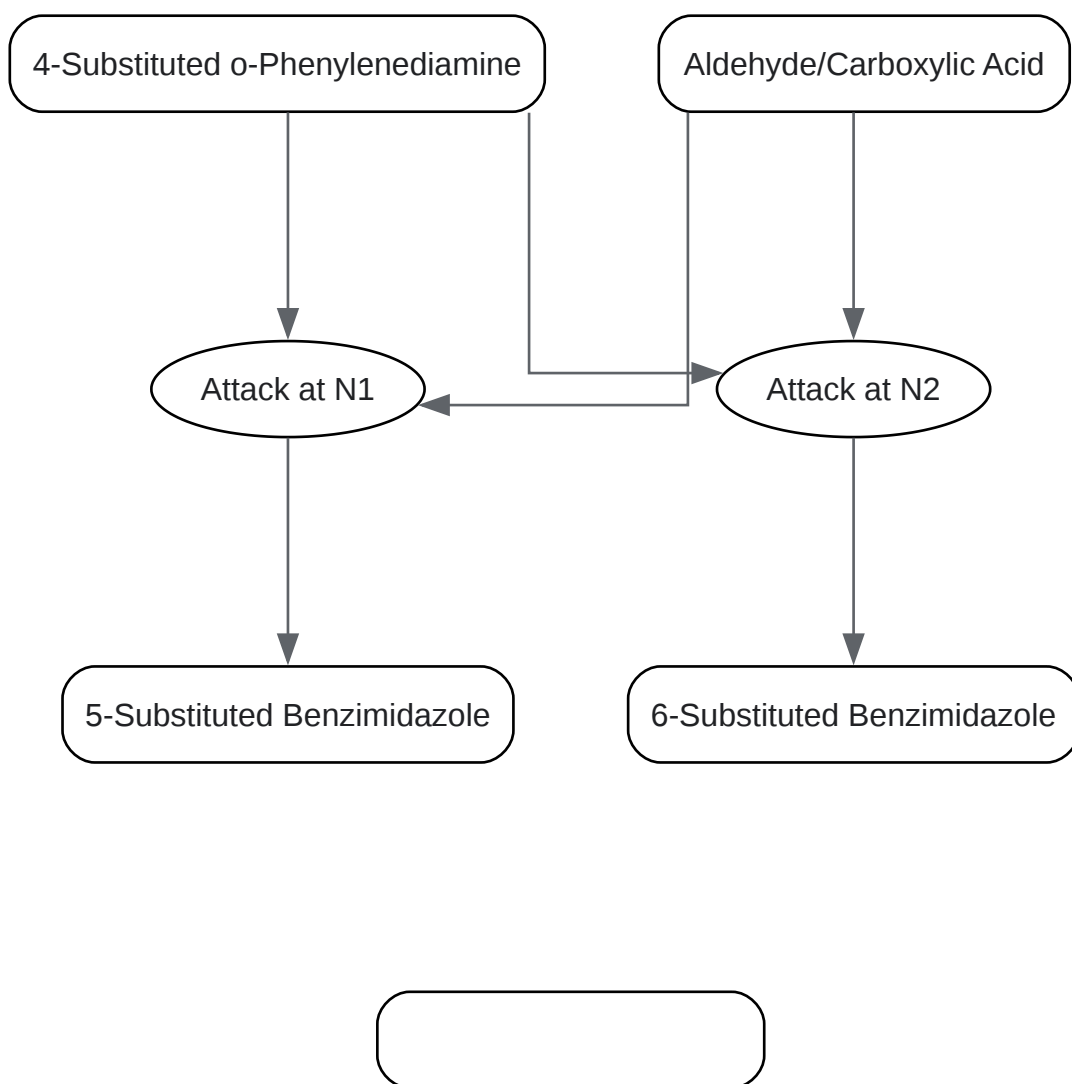 4-Substituted o-Phenylenediamine
Aldehyde/Carboxylic Acid
Attack at N1
Attack at N2
5-Substituted Benzimidazole
6-Substituted Benzimidazole